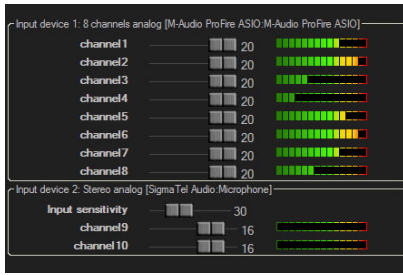 Input device 1: 8 channels analog [M-Audio ProFire ASIO:M-Audio ProFire ASIO]
channel1 20
channel2 20
channel3 20
channel4 20
channel5 20
channel6 20
channel7 20
channel8 20
Input device 2: Stereo analog [SigmaTel Audio:Microphone]
Input sensitivity 30
channel9 16
channel10 16